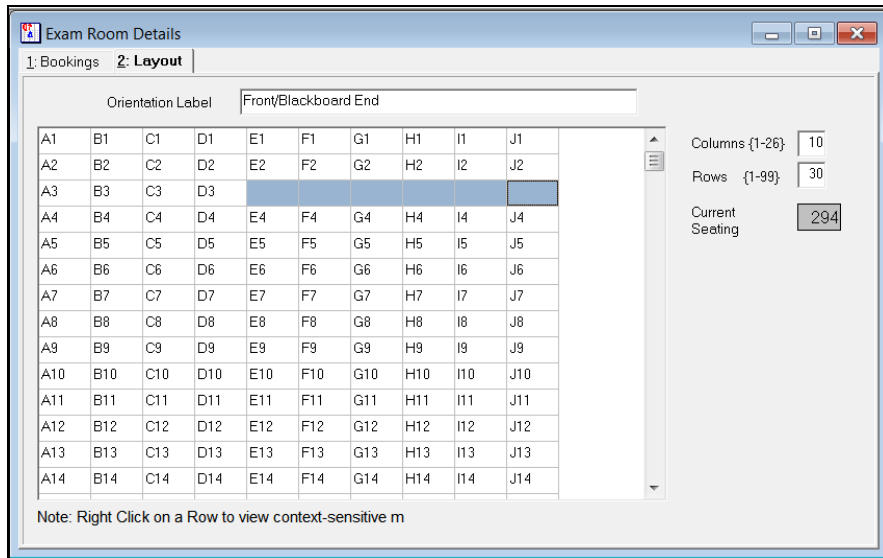 Exam Room Details
1: Bookings 2: Layout
Orientation Label Front/Blackboard End
A1 B1 C1 D1 E1 F1 G1 H1 I1 J1
Columns {1-26} 10
A2 B2 C2 D2 E2 F2 G2 H2 I2 J2
Rows {1-99} 30
A3 B3 C3 D3
Current Seating 294
A4 B4 C4 D4 E4 F4 G4 H4 I4 J4
A5 B5 C5 D5 E5 F5 G5 H5 I5 J5
A6 B6 C6 D6 E6 F6 G6 H6 I6 J6
A7 B7 C7 D7 E7 F7 G7 H7 I7 J7
A8 B8 C8 D8 E8 F8 G8 H8 I8 J8
A9 B9 C9 D9 E9 F9 G9 H9 I9 J9
A10 B10 C10 D10 E10 F10 G10 H10 I10 J10
A11 B11 C11 D11 E11 F11 G11 H11 I11 J11
A12 B12 C12 D12 E12 F12 G12 H12 I12 J12
A13 B13 C13 D13 E13 F13 G13 H13 I13 J13
A14 B14 C14 D14 E14 F14 G14 H14 I14 J14
Note: Right Click on a Row to view context-sensitive m